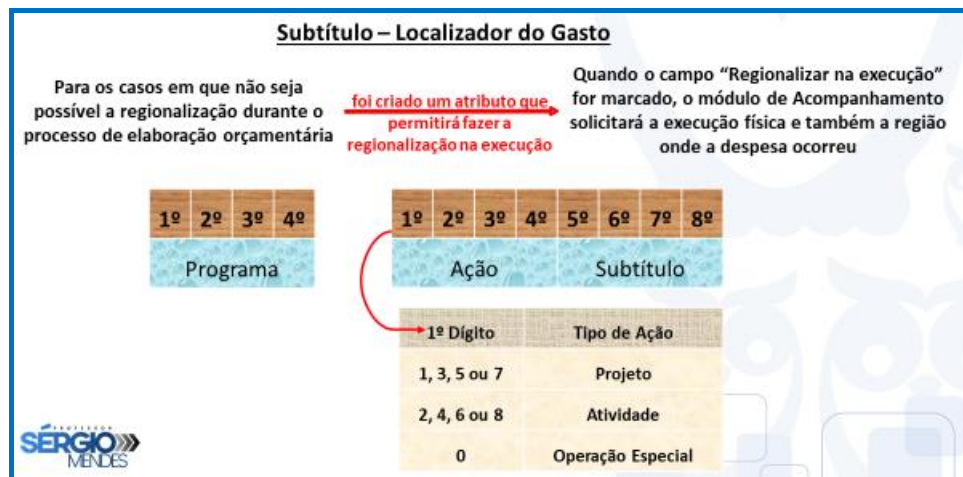 Subtítulo – Localizador do Gasto
Para os casos em que não seja
possível a regionalização durante o
processo de elaboração orçamentária
foi criado um atributo que
permitirá fazer a
regionalização na execução
Quando o campo “Regionalizar na execução”
for marcado, o módulo de Acompanhamento
solicitará a execução física e também a região
onde a despesa ocorreu
1º 2º 3º 4º
Programa
1º 2º 3º 4º 5º 6º 7º 8º
Ação Subtítulo
1º Dígito Tipo de Ação
1, 3, 5 ou 7 Projeto
2, 4, 6 ou 8 Atividade
0 Operação Especial
PROFESSOR
SÉRGIO
MENDES